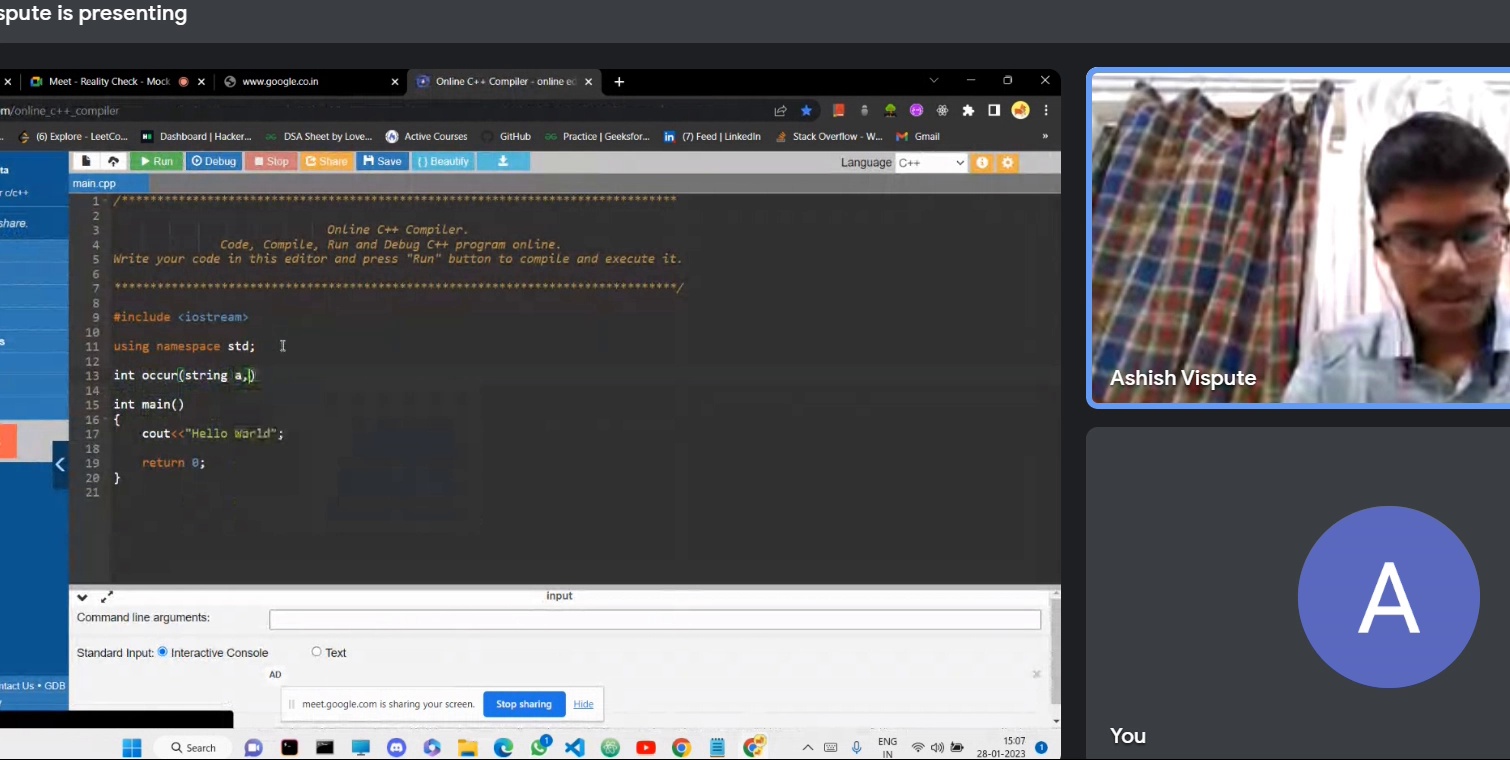 spute is presenting
Meet - Reality Check - Mock
www.google.co.in
Online C++ Compiler - online ec
m/online_c++_compiler
(6) Explore - LeetCo...
Dashboard | Hacker...
DSA Sheet by Love...
Active Courses
GitHub
Practice | Geeksfor...
(7) Feed | LinkedIn
Stack Overflow - W...
Gmail
»
ta
r c/c++
share.
s
Run
Debug
Stop
Share
Save
{ } Beautify
Language C++
main.cpp
1 /******************************************************************************
2
3 Online C++ Compiler.
4 Code, Compile, Run and Debug C++ program online.
5 Write your code in this editor and press "Run" button to compile and execute it.
6
7 *******************************************************************************/
8
9 #include <iostream>
10
11 using namespace std;
12
13 int occur(string a,)
14
15 int main()
16 {
17 cout<<"Hello World";
18
19 return 0;
20 }
21
input
Command line arguments:
Standard Input: Interactive Console Text
AD
meet.google.com is sharing your screen. Stop sharing Hide
ntact Us • GDB
Search
ENG
IN
15:07
28-01-2023
1
Ashish Vispute
A
You